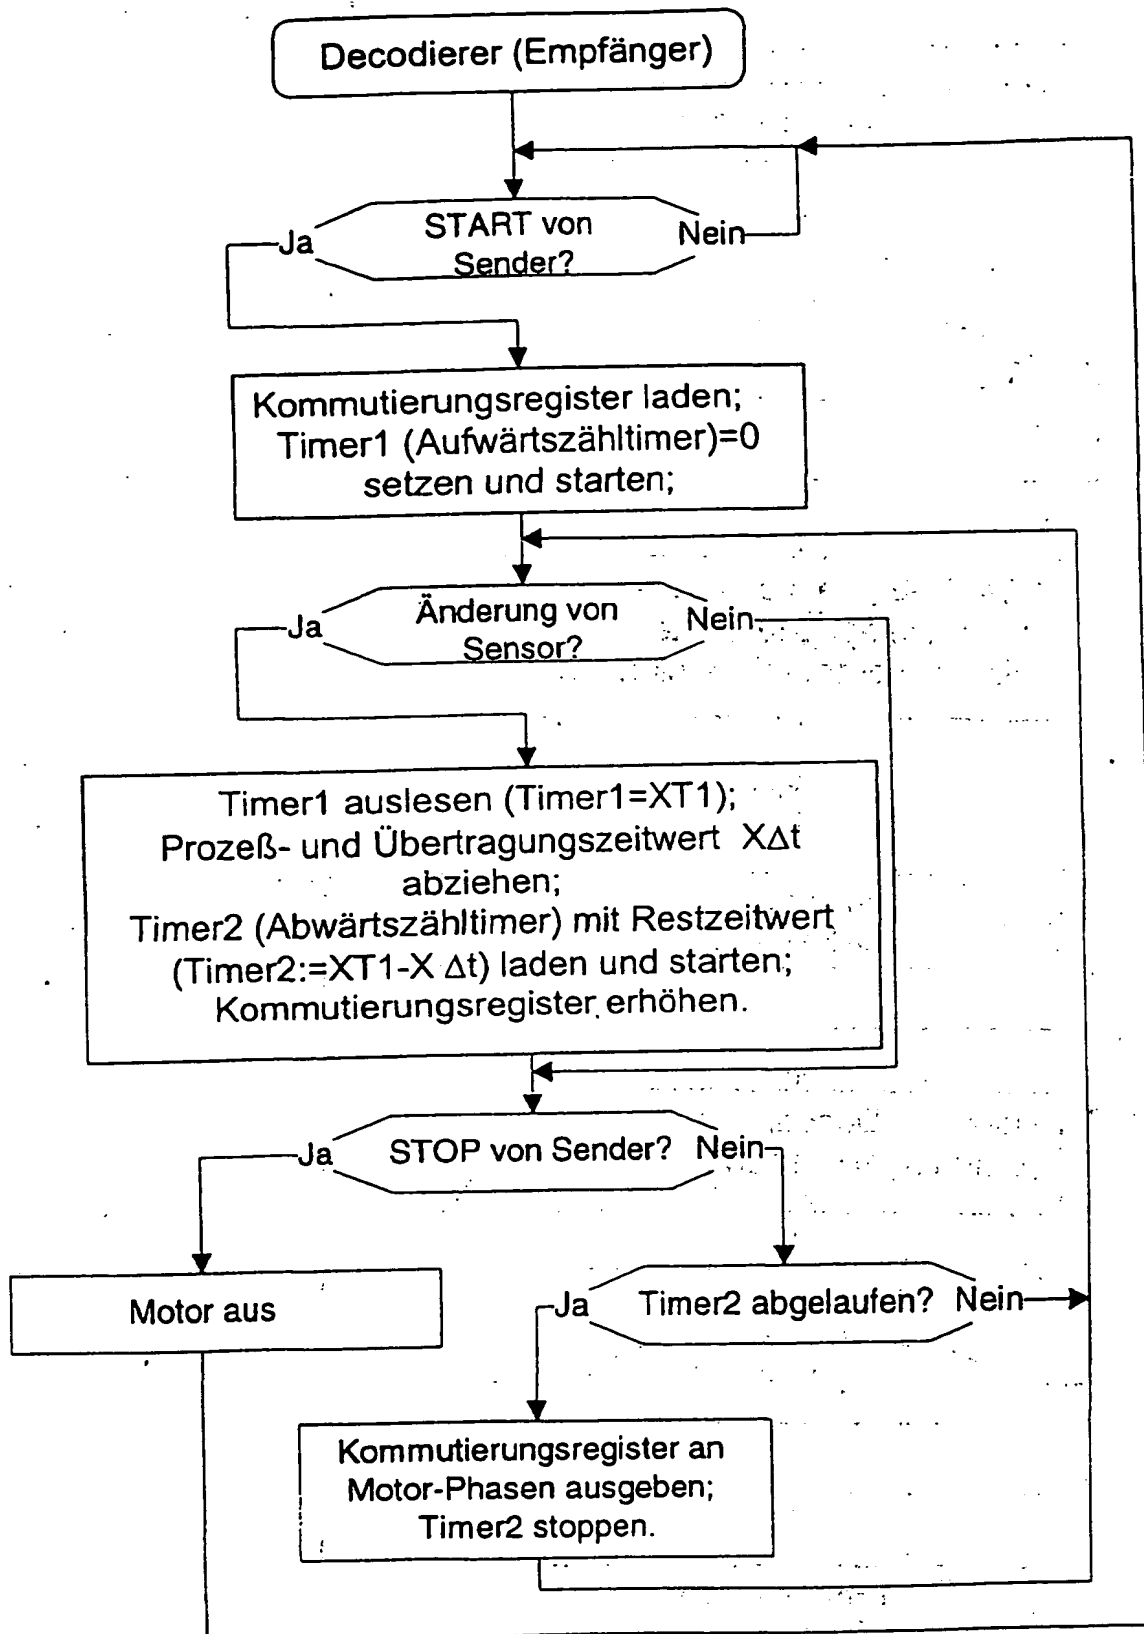 Decodierer (Empfänger)
START von
Sender?
Ja
Nein
Kommutierungsregister laden;
Timer1 (Aufwärtszähltimer)=0
setzen und starten;
Änderung von
Sensor?
Ja
Nein
Timer1 auslesen (Timer1=XT1);
Prozeß- und Übertragungszeitwert XΔt
abziehen;
Timer2 (Abwärtszähltimer) mit Restzeitwert
(Timer2:=XT1-X Δt) laden und starten;
Kommutierungsregister erhöhen.
Ja
STOP von Sender?
Nein
Motor aus
Ja
Timer2 abgelaufen?
Nein
Kommutierungsregister an
Motor-Phasen ausgeben;
Timer2 stoppen.